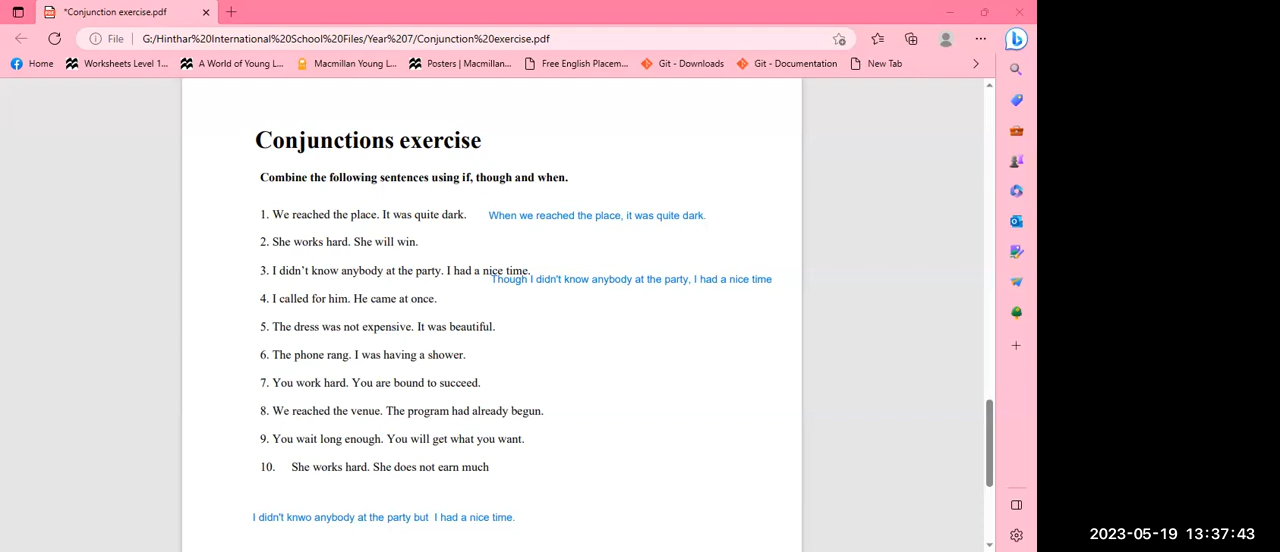 *Conjunction exercise.pdf
File G:/Hinthar%20International%20School%20Files/Year%207/Conjunction%20exercise.pdf
Home Worksheets Level 1... A World of Young L... Macmillan Young L... Posters | Macmillan... Free English Placem... Git - Downloads Git - Documentation New Tab
Conjunctions exercise
Combine the following sentences using if, though and when.
1. We reached the place. It was quite dark. When we reached the place, it was quite dark.
2. She works hard. She will win.
3. I didn't know anybody at the party. I had a nice time.
Though I didn't know anybody at the party, I had a nice time
4. I called for him. He came at once.
5. The dress was not expensive. It was beautiful.
6. The phone rang. I was having a shower.
7. You work hard. You are bound to succeed.
8. We reached the venue. The program had already begun.
9. You wait long enough. You will get what you want.
10. She works hard. She does not earn much
I didn't knwo anybody at the party but I had a nice time.
2023-05-19 13:37:43